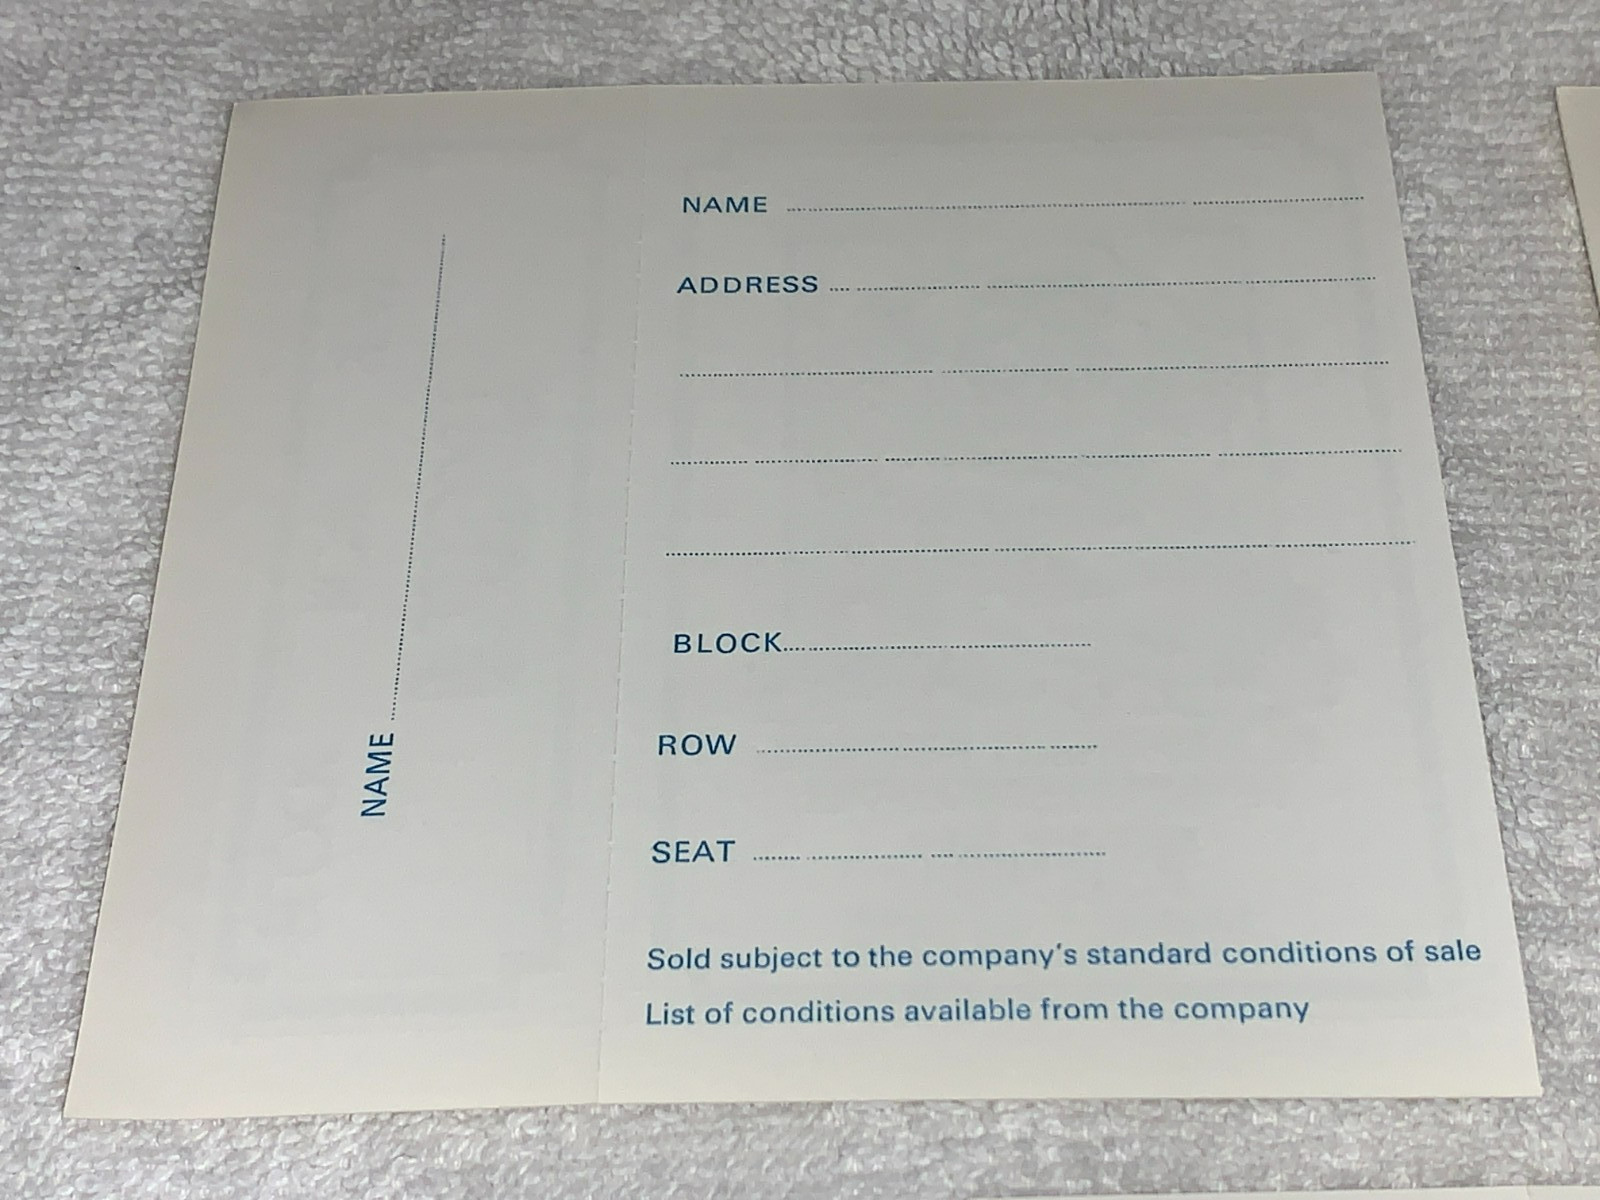 NAME
NAME
ADDRESS
BLOCK
ROW
SEAT
Sold subject to the company's standard conditions of sale
List of conditions available from the company